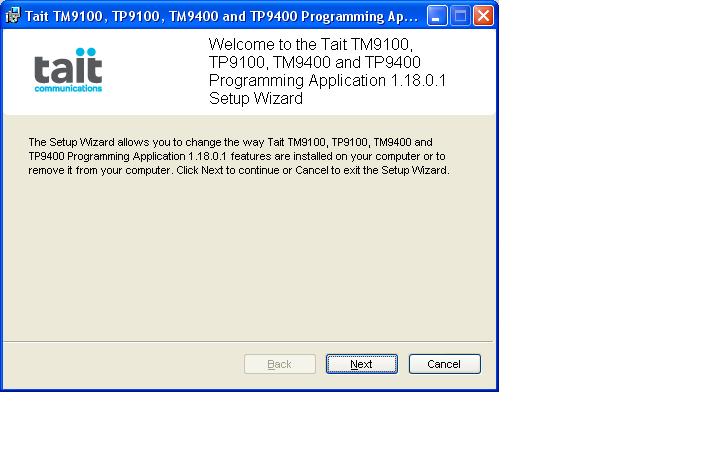 Tait TM9100, TP9100, TM9400 and TP9400 Programming Ap...
tait
communications
Welcome to the Tait TM9100,
TP9100, TM9400 and TP9400
Programming Application 1.18.0.1
Setup Wizard
The Setup Wizard allows you to change the way Tait TM9100, TP9100, TM9400 and
TP9400 Programming Application 1.18.0.1 features are installed on your computer or to
remove it from your computer. Click Next to continue or Cancel to exit the Setup Wizard.
Back Next Cancel